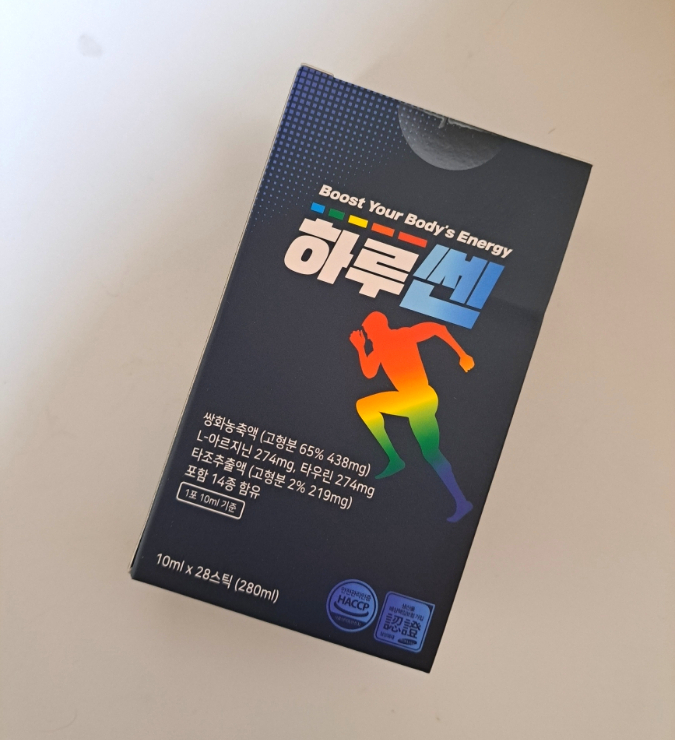 Boost Your Body's Energy
하루쎈
쌍화농축액 (고형분 65% 438mg)
L-아르지닌 274mg, 타우린 274mg
타조추출액 (고형분 2% 219mg)
포함 14종 함유
1포 10ml 기준
10ml x 28스틱 (280ml)
HACCP
認證